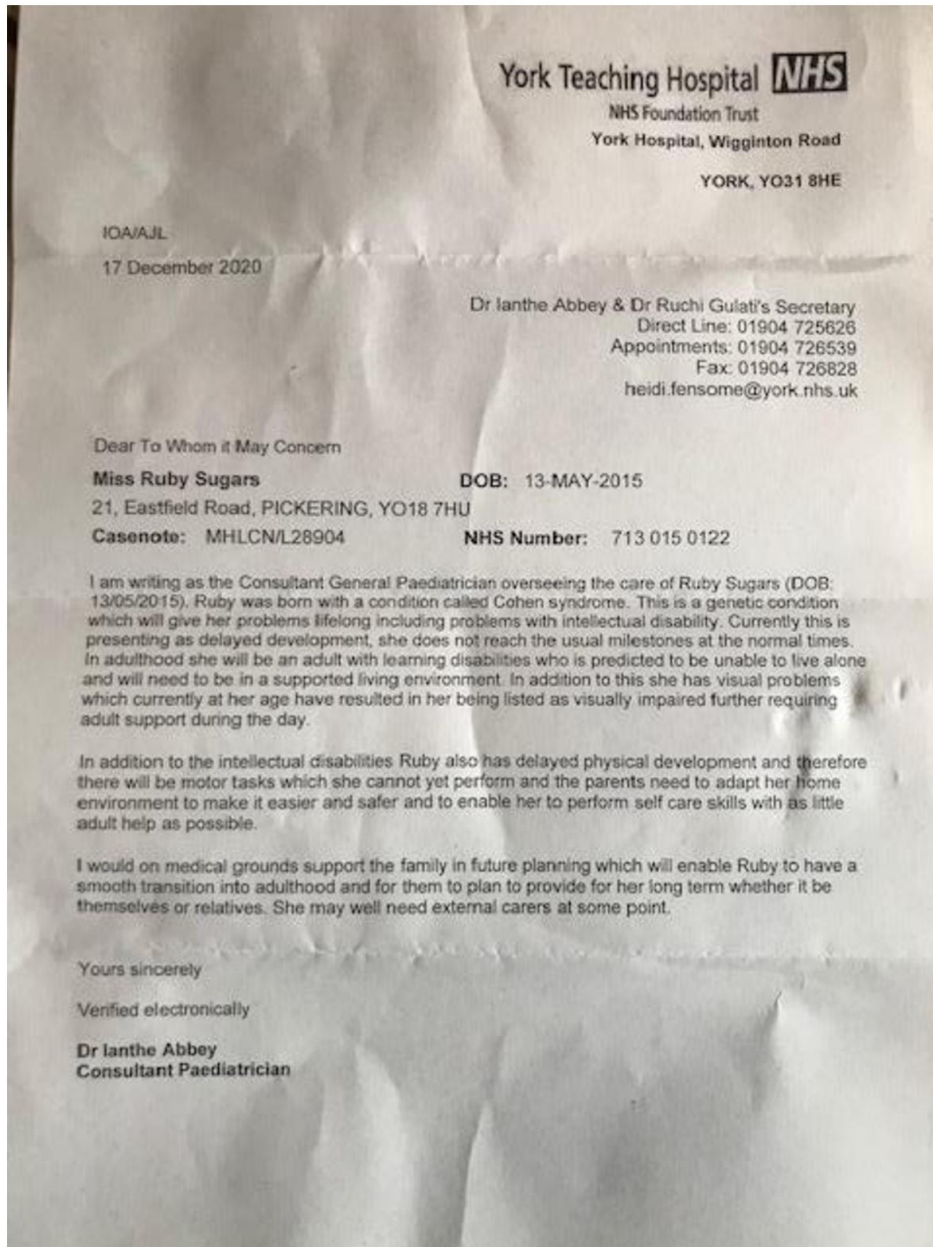 York Teaching Hospital NHS
NHS Foundation Trust
York Hospital, Wigginton Road
YORK, YO31 8HE
IOA/AJL
17 December 2020
Dr Ianthe Abbey & Dr Ruchi Gulati's Secretary
Direct Line: 01904 725626
Appointments: 01904 726539
Fax: 01904 726828
heidi.fensome@york.nhs.uk
Dear To Whom it May Concern
Miss Ruby Sugars DOB: 13-MAY-2015
21, Eastfield Road, PICKERING, YO18 7HU
Casenote: MHLCN/L28904 NHS Number: 713 015 0122
I am writing as the Consultant General Paediatrician overseeing the care of Ruby Sugars (DOB:
13/05/2015). Ruby was born with a condition called Cohen syndrome. This is a genetic condition
which will give her problems lifelong including problems with intellectual disability. Currently this is
presenting as delayed development, she does not reach the usual milestones at the normal times.
In adulthood she will be an adult with learning disabilities who is predicted to be unable to live alone
and will need to be in a supported living environment. In addition to this she has visual problems
which currently at her age have resulted in her being listed as visually impaired further requiring
adult support during the day.
In addition to the intellectual disabilities Ruby also has delayed physical development and therefore
there will be motor tasks which she cannot yet perform and the parents need to adapt her home
environment to make it easier and safer and to enable her to perform self care skills with as little
adult help as possible.
I would on medical grounds support the family in future planning which will enable Ruby to have a
smooth transition into adulthood and for them to plan to provide for her long term whether it be
themselves or relatives. She may well need external carers at some point.
Yours sincerely
Verified electronically
Dr Ianthe Abbey
Consultant Paediatrician